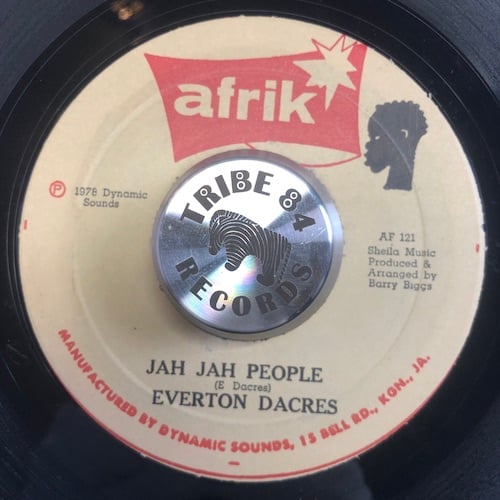 afrik
TRIBE 84
RECORDS
℗ 1978 Dynamic
Sounds
AF 121
Sheila Music
Produced &
Arranged by
Barry Biggs
JAH JAH PEOPLE
(E Dacres)
EVERTON DACRES
MANUFACTURED BY DYNAMIC SOUNDS, 15 BELL RD., KGN., JA.